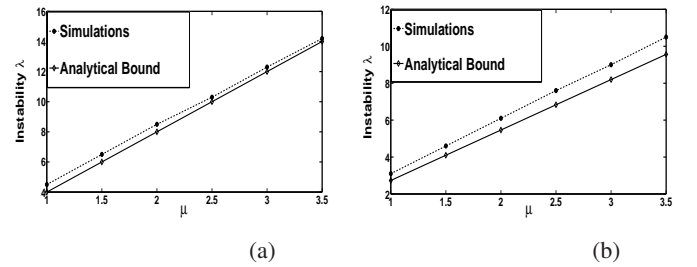 16
14
12
10
8
6
4
Instability λ
Simulations
Analytical Bound
1
1.5
2
2.5
3
3.5
μ
(a)
12
10
8
6
4
2
Instability λ
Simulations
Analytical Bound
1
1.5
2
2.5
3
3.5
μ
(b)